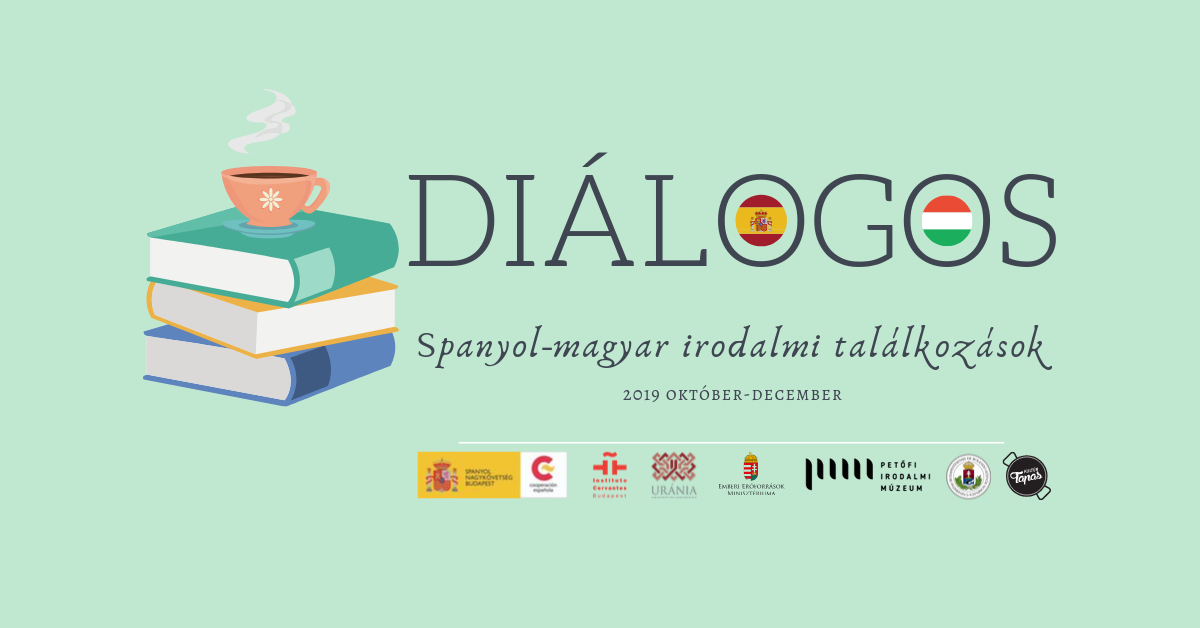 DIÁLOGOS
Spanyol-magyar irodalmi találkozások
2019 OKTÓBER-DECEMBER
SPANYOL
NAGYKÖVETSÉG
BUDAPEST
cooperación
española
Instituto
Cervantes
Budapest
URÁNIA
EMBERI ERŐFORRÁSOK
MINISZTÉRIUMA
PETŐFI
IRODALMI
MÚZEUM
Tapas